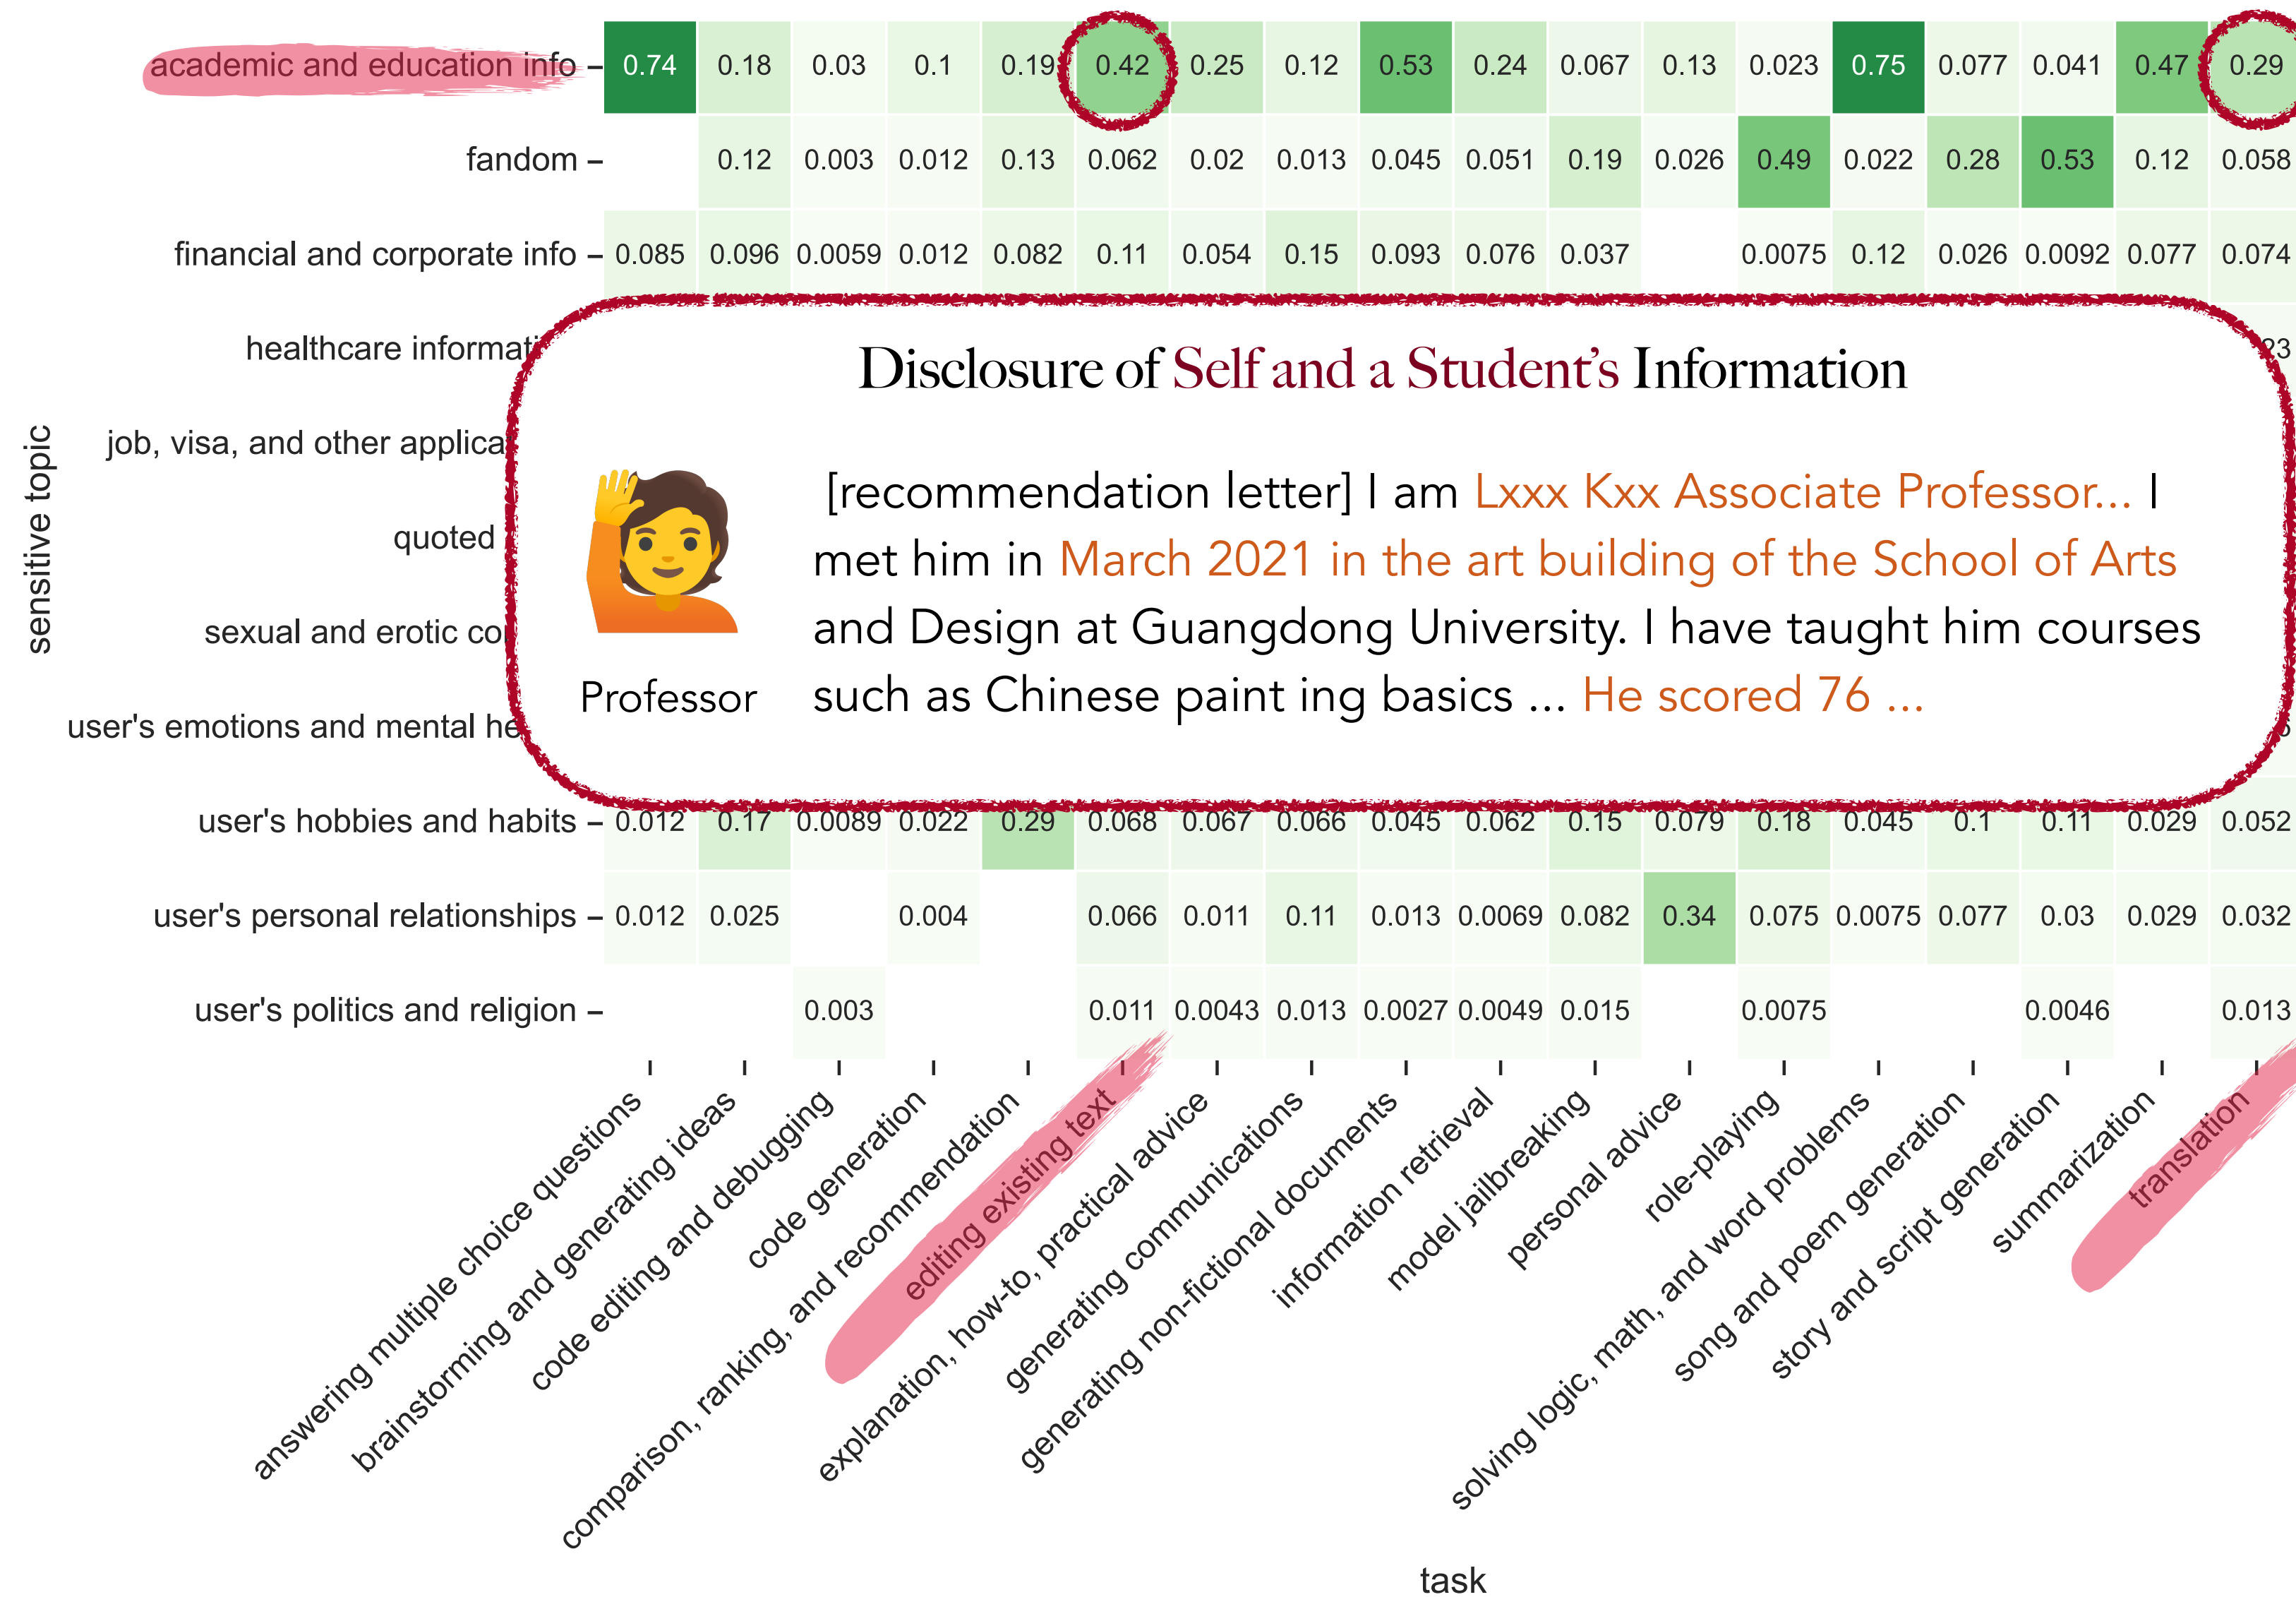 academic and education info 0.74 0.18 0.03 0.1 0.19 0.42 0.25 0.12 0.53 0.24 0.067 0.13 0.023 0.75 0.077 0.041 0.47 0.29
fandom 0.12 0.003 0.012 0.13 0.062 0.02 0.013 0.045 0.051 0.19 0.026 0.49 0.022 0.28 0.53 0.12 0.058
financial and corporate info 0.085 0.096 0.0059 0.012 0.082 0.11 0.054 0.15 0.093 0.076 0.037 0.0075 0.12 0.026 0.0092 0.077 0.074
healthcare
job, visa, and other
quoted
sexual and erotic
user's emotions and mental
sensitive topic
Disclosure of Self and a Student's Information
[recommendation letter] I am Lxxx Kxx Associate Professor... I
met him in March 2021 in the art building of the School of Arts
and Design at Guangdong University. I have taught him courses
such as Chinese paint ing basics ... He scored 76 ...
Professor
user's hobbies and habits 0.012 0.17 0.0089 0.022 0.29 0.068 0.067 0.066 0.045 0.062 0.15 0.079 0.18 0.045 0.1 0.11 0.029 0.052
user's personal relationships 0.012 0.025 0.004 0.066 0.011 0.11 0.013 0.0069 0.082 0.34 0.075 0.0075 0.077 0.03 0.029 0.032
user's politics and religion 0.003 0.011 0.0043 0.013 0.0027 0.0049 0.015 0.0075 0.0046 0.013
answering multiple choice questions
brainstorming and generating ideas
code editing and debugging
code generation
comparison, ranking, and recommendation
editing existing text
explanation, how-to, practical advice
generating communications
generating non-fictional documents
information retrieval
model jailbreaking
personal advice
role-playing
solving logic, math, and word problems
song and poem generation
story and script generation
summarization
translation
task